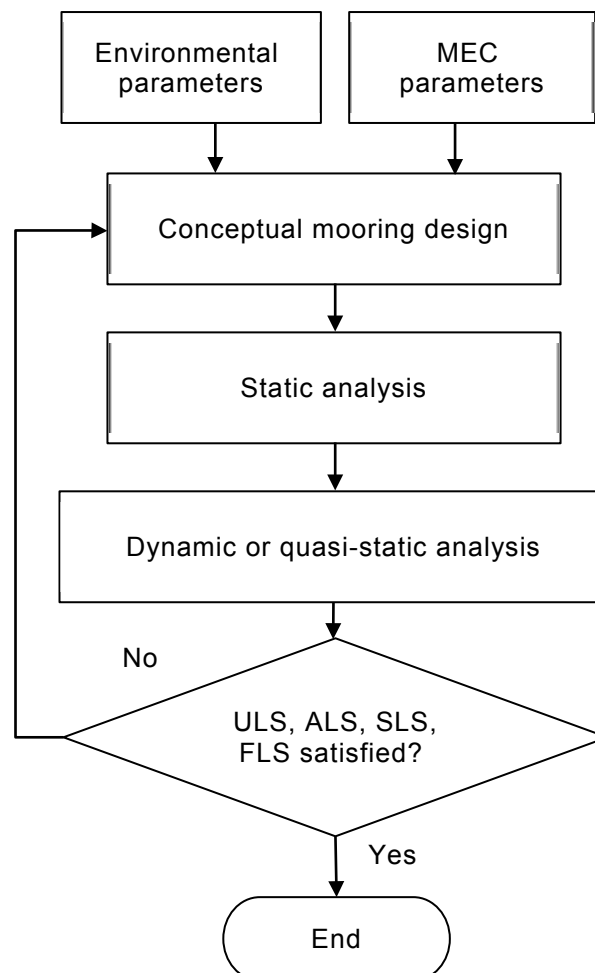 Environmental
parameters
MEC
parameters
Conceptual mooring design
Static analysis
Dynamic or quasi-static analysis
No
ULS, ALS, SLS,
FLS satisfied?
Yes
End